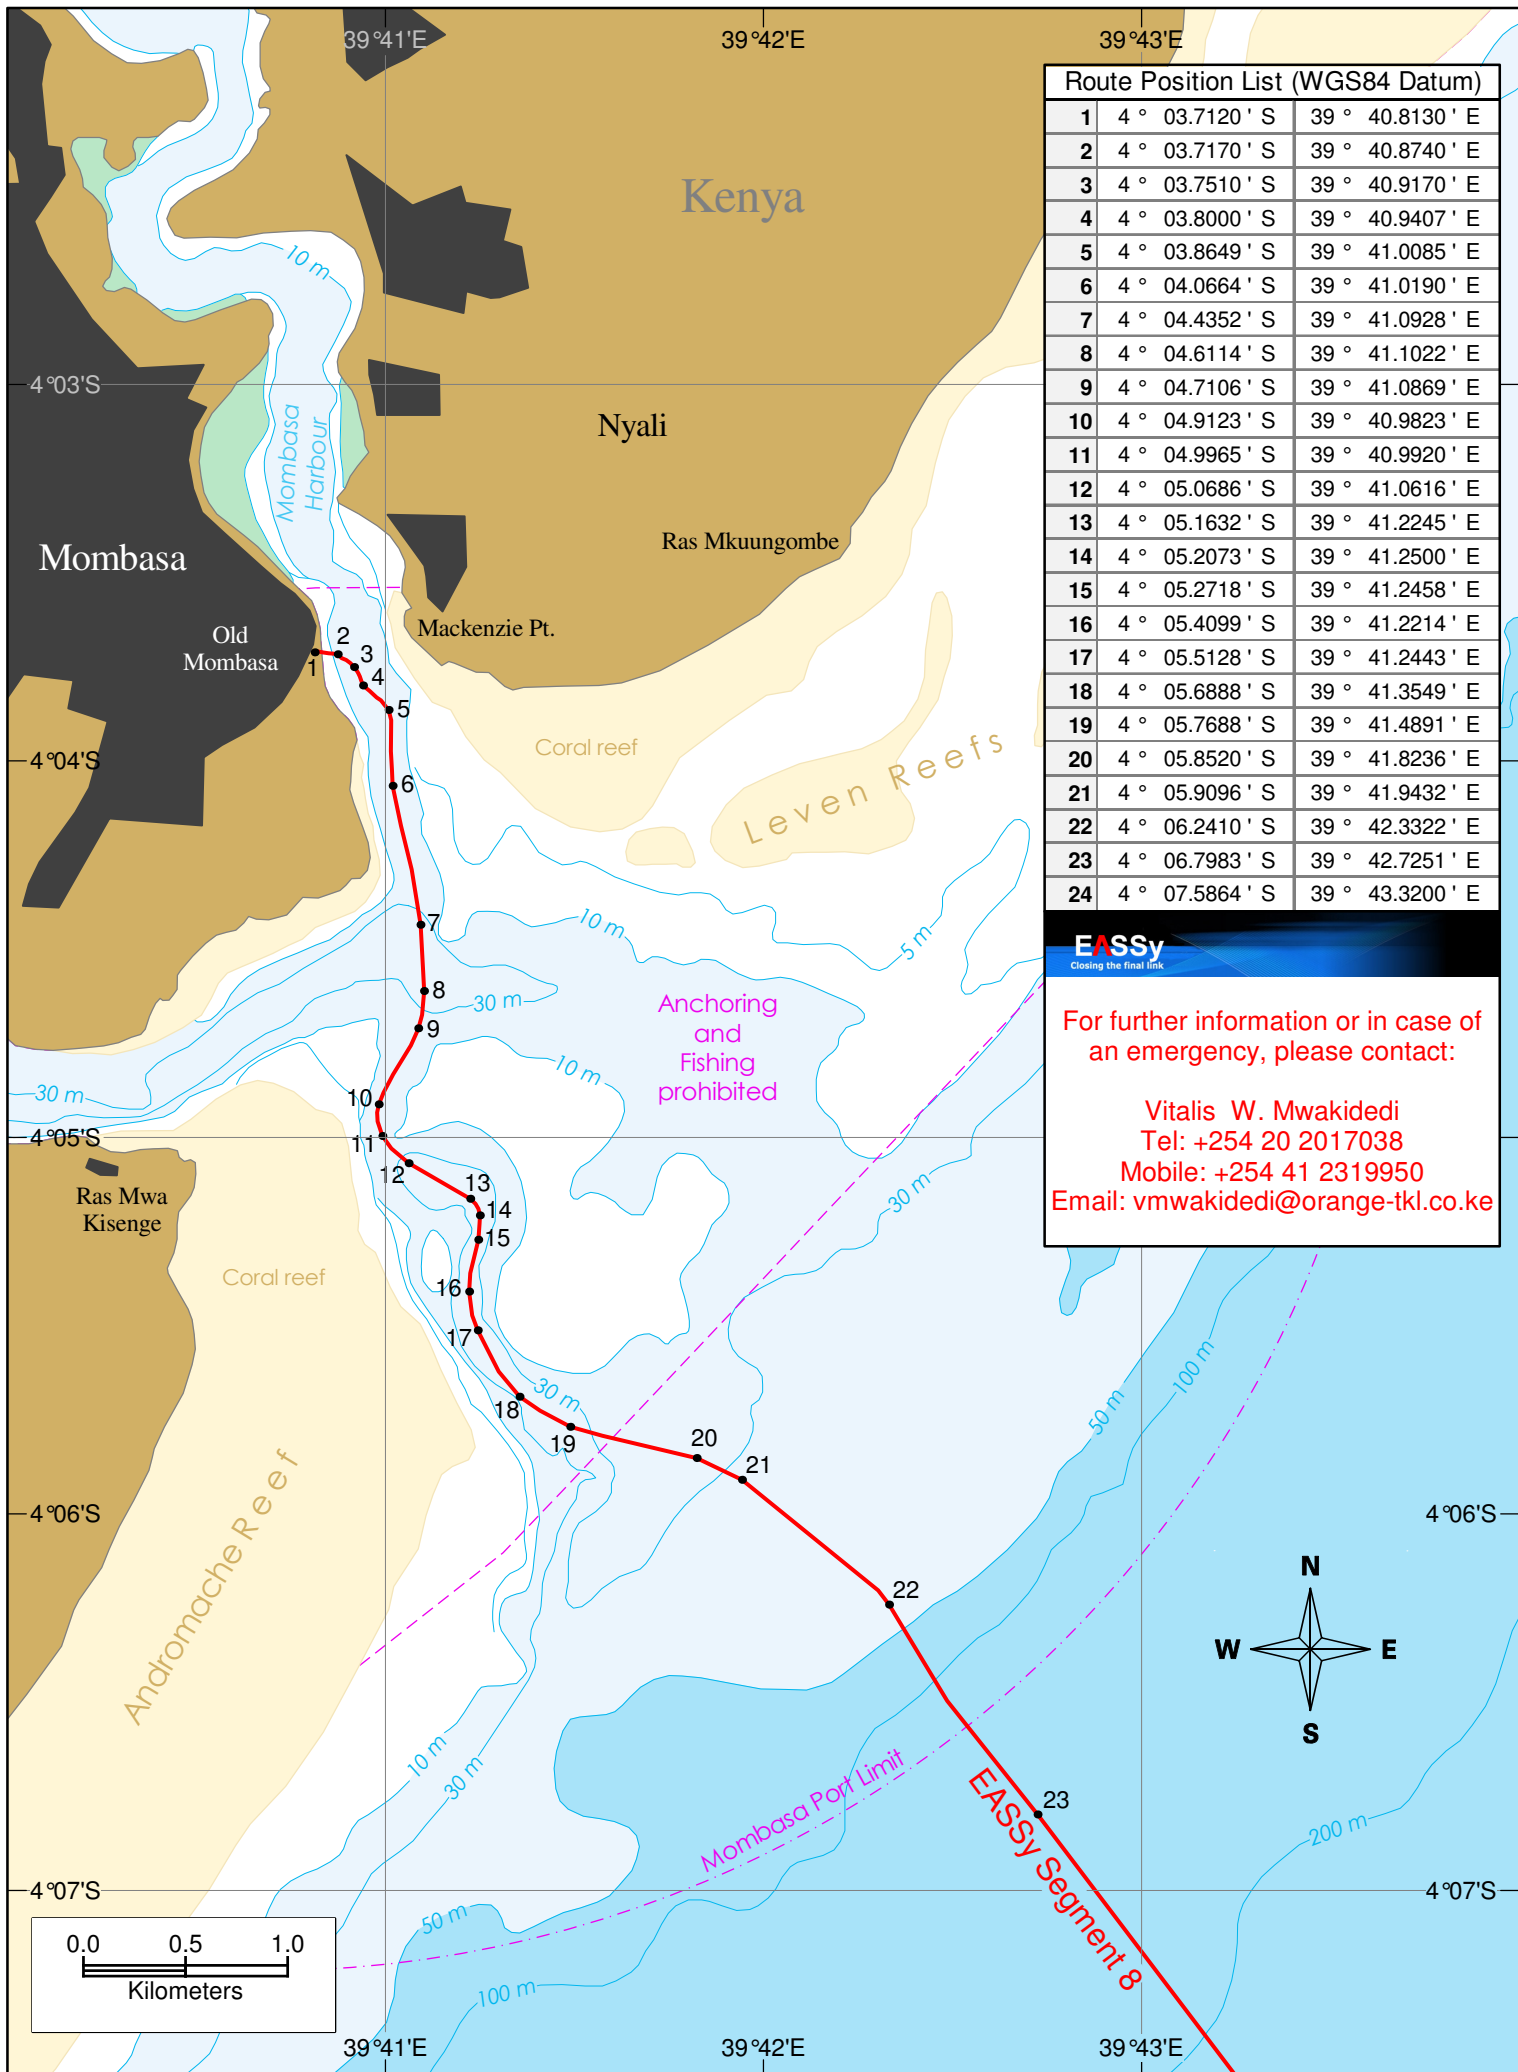 39°41'E
39°42'E
39°43'E
Route Position List (WGS84 Datum)
1 4 ° 03.7120 ' S 39 ° 40.8130 ' E
2 4 ° 03.7170 ' S 39 ° 40.8740 ' E
3 4 ° 03.7510 ' S 39 ° 40.9170 ' E
4 4 ° 03.8000 ' S 39 ° 40.9407 ' E
5 4 ° 03.8649 ' S 39 ° 41.0085 ' E
6 4 ° 04.0664 ' S 39 ° 41.0190 ' E
7 4 ° 04.4352 ' S 39 ° 41.0928 ' E
8 4 ° 04.6114 ' S 39 ° 41.1022 ' E
9 4 ° 04.7106 ' S 39 ° 41.0869 ' E
10 4 ° 04.9123 ' S 39 ° 40.9823 ' E
11 4 ° 04.9965 ' S 39 ° 40.9920 ' E
12 4 ° 05.0686 ' S 39 ° 41.0616 ' E
13 4 ° 05.1632 ' S 39 ° 41.2245 ' E
14 4 ° 05.2073 ' S 39 ° 41.2500 ' E
15 4 ° 05.2718 ' S 39 ° 41.2458 ' E
16 4 ° 05.4099 ' S 39 ° 41.2214 ' E
17 4 ° 05.5128 ' S 39 ° 41.2443 ' E
18 4 ° 05.6888 ' S 39 ° 41.3549 ' E
19 4 ° 05.7688 ' S 39 ° 41.4891 ' E
20 4 ° 05.8520 ' S 39 ° 41.8236 ' E
21 4 ° 05.9096 ' S 39 ° 41.9432 ' E
22 4 ° 06.2410 ' S 39 ° 42.3322 ' E
23 4 ° 06.7983 ' S 39 ° 42.7251 ' E
24 4 ° 07.5864 ' S 39 ° 43.3200 ' E
EASSy
Closing the final link
For further information or in case of
an emergency, please contact:
Vitalis W. Mwakidedi
Tel: +254 20 2017038
Mobile: +254 41 2319950
Email: vmwakidedi@orange-tkl.co.ke
Kenya
10 m
4°03'S
Mombasa
Harbour
Nyali
Ras Mkuungombe
Mombasa
Mackenzie Pt.
Old
Mombasa
1
2
3
4
5
Coral reef
Leven Reefs
4°04'S
6
7
10 m
5 m
8
30 m
9
Anchoring
and
Fishing
prohibited
10 m
30 m
10
4°05'S
11
12
Ras Mwa
Kisenge
13
14
15
30 m
Coral reef
16
17
100 m
30 m
50 m
18
19
20
21
Andromache Reef
4°06'S
4°06'S
22
N
W
E
S
10 m
30 m
Mombasa Port Limit
23
EASSy Segment 8
200 m
4°07'S
4°07'S
50 m
100 m
0.0 0.5 1.0
Kilometers
39°41'E
39°42'E
39°43'E